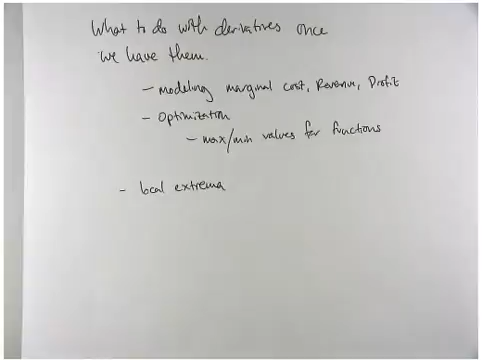 What to do with derivatives once
we have them.
- modeling marginal cost, Revenue, Profit
- Optimization
- max/min values for functions
- local extrema